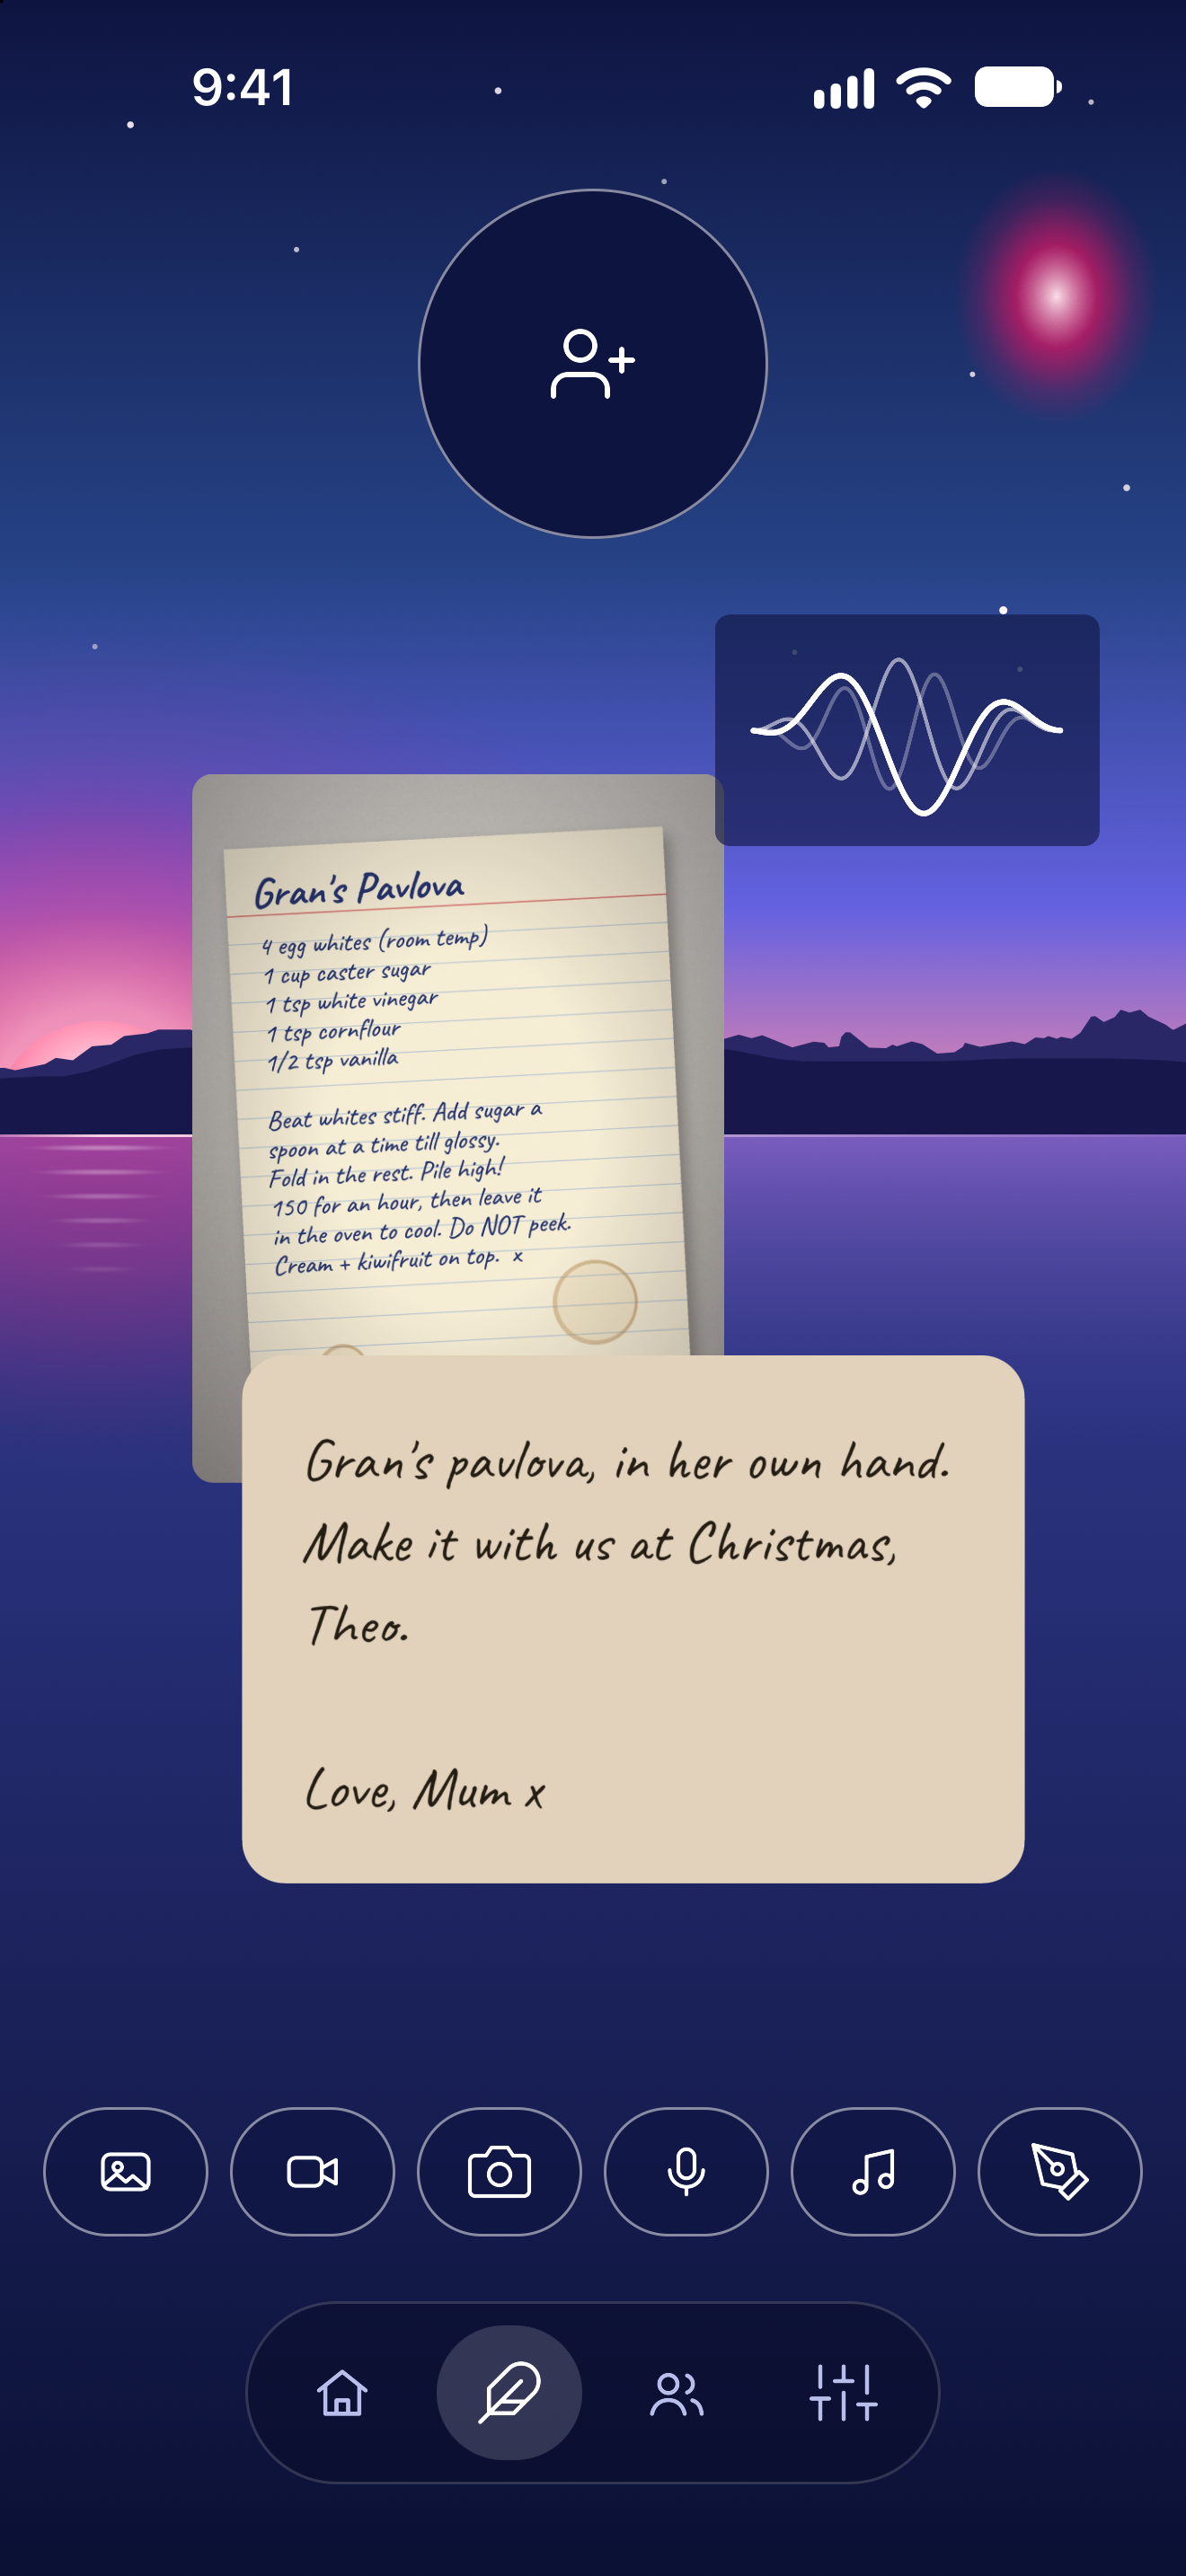 9:41
Gran's Pavlova
4 egg whites (room temp)
1 cup caster sugar
1 tsp white vinegar
1 tsp cornflour
1/2 tsp vanilla
Beat whites stiff. Add sugar a
spoon at a time till glossy.
Fold in the rest. Pile high!
150 for an hour, then leave it
in the oven to cool. Do NOT peek.
Cream + kiwifruit on top. x
Gran's pavlova, in her own hand.
Make it with us at Christmas,
Theo.
Love, Mum x